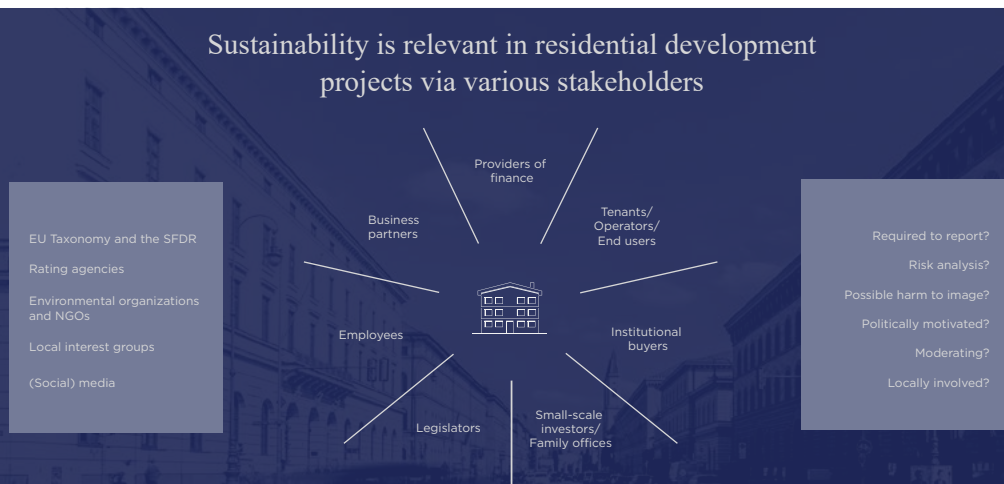 Sustainability is relevant in residential development
projects via various stakeholders
Providers of
finance
Business
partners
Tenants/
Operators/
End users
Employees
Institutional
buyers
Legislators
Small-scale
investors/
Family offices
EU Taxonomy and the SFDR
Rating agencies
Environmental organizations
and NGOs
Local interest groups
(Social) media
Required to report?
Risk analysis?
Possible harm to image?
Politically motivated?
Moderating?
Locally involved?